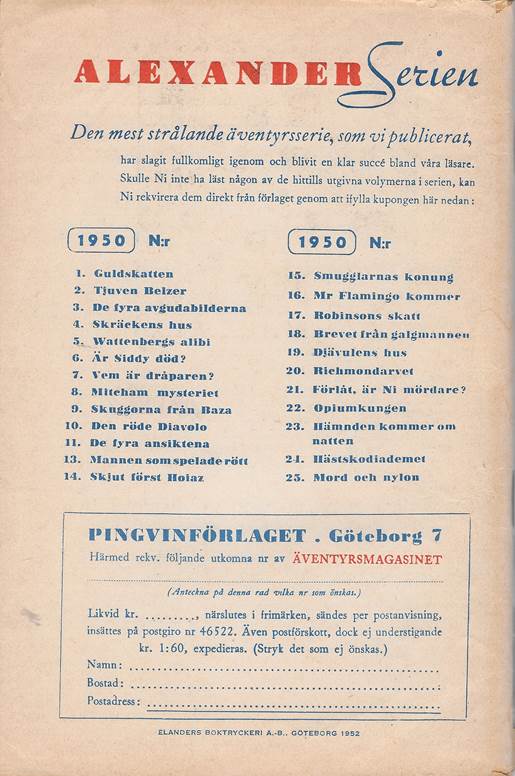 ALEXANDER Serien
Den mest strålande äventyrsserie, som vi publicerat,
har slagit fullkomligt igenom och blivit en klar succé bland våra läsare.
Skulle Ni inte ha läst någon av de hittills utgivna volymerna i serien, kan
Ni rekvirera dem direkt från förlaget genom att ifylla kupongen här nedan:
1950 N:r
1. Guldskatten
2. Tjuven Belzer
3. De fyra avgudabilderna
4. Skräckens hus
5. Wattenbergs alibi
6. Är Siddy död?
7. Vem är dråparen?
8. Mitcham mysteriet
9. Skuggorna från Baza
10. Den röde Diavolo
11. De fyra ansiktena
13. Mannen som spelade rött
14. Skjut först Hoiaz
1950 N:r
15. Smugglarnas konung
16. Mr Flamingo kommer
17. Robinsons skatt
18. Brevet från galgmannen
19. Djävulens hus
20. Richmondarvet
21. Förlåt, är Ni mördare?
22. Opiumkungen
23. Hämnden kommer om
natten
24. Hästskodiademet
25. Mord och nylon
PINGVINFÖRLAGET . Göteborg 7
Härmed rekv. följande utkomna nr av ÄVENTYRSMAGASINET
(Anteckna på denna rad vilka nr som önskas.)
Likvid kr. .........., närslutes i frimärken, sändes per postanvisning,
insättes på postgiro nr 46522. Även postförskott, dock ej understigande
kr. 1:60, expedieras. (Stryk det som ej önskas.)
Namn:
Bostad:
Postadress:
ELANDERS BOKTRYCKERI A.-B., GÖTEBORG 1952